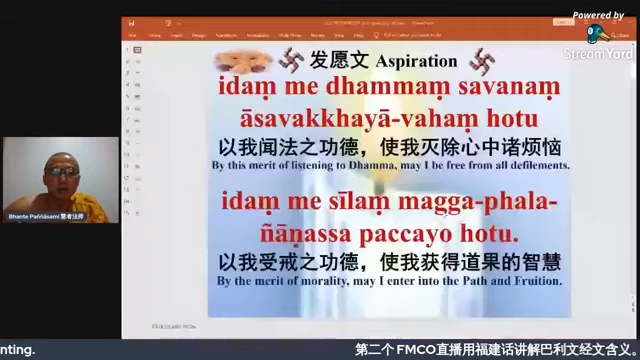 Powered by
StreamYard
发愿文 Aspiration
idaṃ me dhammaṃ savanaṃ
āsavakkhayā-vahaṃ hotu
以我闻法之功德，使我灭除心中诸烦恼
By this merit of listening to Dhamma, may I be free from all defilements.
idaṃ me sīlaṃ magga-phala-
ñāṇassa paccayo hotu.
以我受戒之功德，使我获得道果的智慧
By the merit of morality, may I enter into the Path and Fruition.
Bhante Paññāsami 慧者法师
nting.
第二个 FMCO直播用福建话讲解巴利文经文含义。